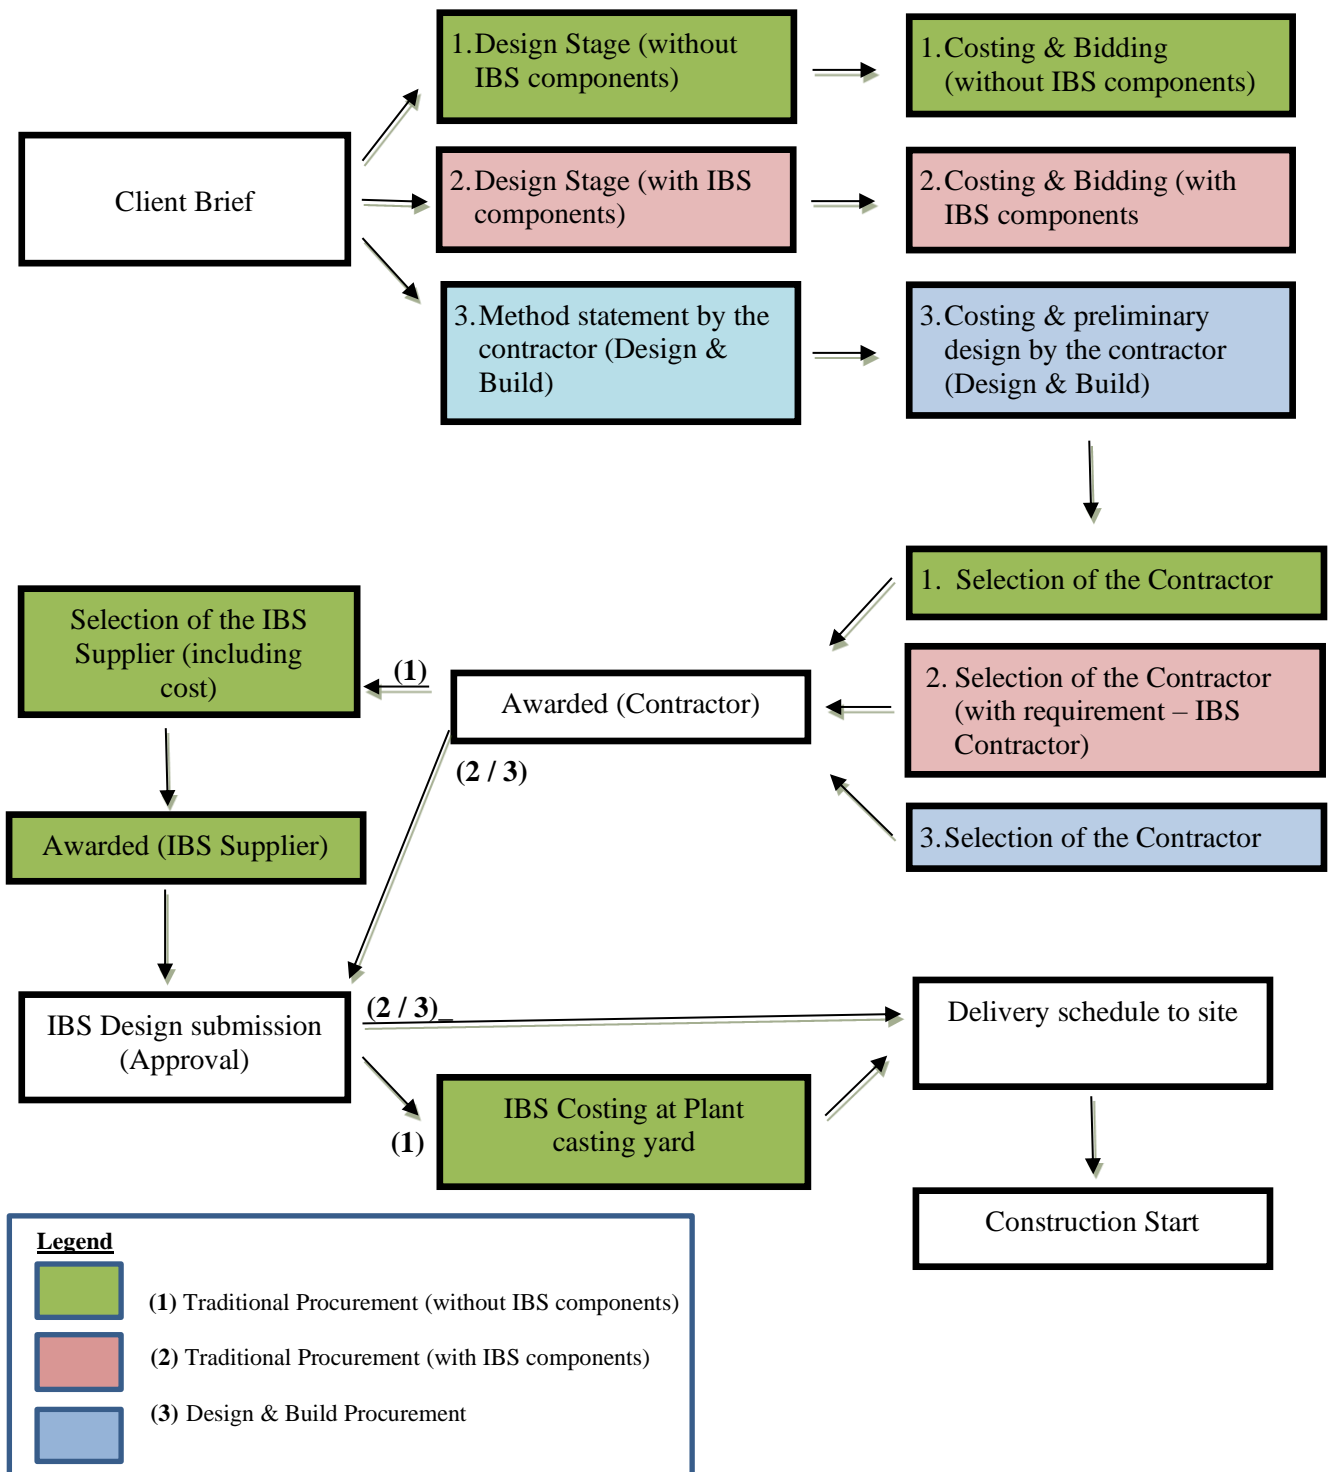 1. Design Stage (without
IBS components)
1. Costing & Bidding
(without IBS components)
Client Brief
2. Design Stage (with IBS
components)
2. Costing & Bidding (with
IBS components
3. Method statement by the
contractor (Design &
Build)
3. Costing & preliminary
design by the contractor
(Design & Build)
1. Selection of the Contractor
Selection of the IBS
Supplier (including
cost)
(1)
Awarded (Contractor)
2. Selection of the Contractor
(with requirement – IBS
Contractor)
(2 / 3)
Awarded (IBS Supplier)
3. Selection of the Contractor
IBS Design submission
(Approval)
(2 / 3)_
Delivery schedule to site
(1)
IBS Costing at Plant
casting yard
Construction Start
Legend
(1) Traditional Procurement (without IBS components)
(2) Traditional Procurement (with IBS components)
(3) Design & Build Procurement